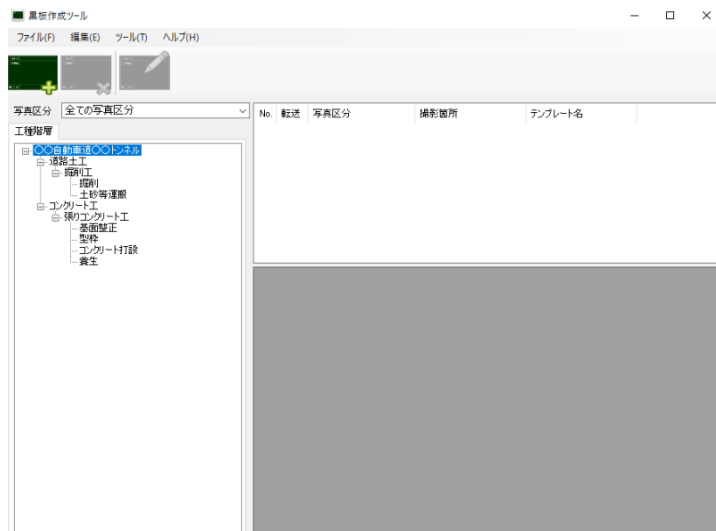 黒板作成ツール
ファイル(F) 編集(E) ツール(T) ヘルプ(H)
写真区分 全ての写真区分
工種階層
〇〇自動車道〇〇トンネル
道路土工
掘削工
掘削
土砂等運搬
コンクリート工
張りコンクリート工
基面整正
型枠
コンクリート打設
養生
No. 転送 写真区分 撮影箇所 テンプレート名